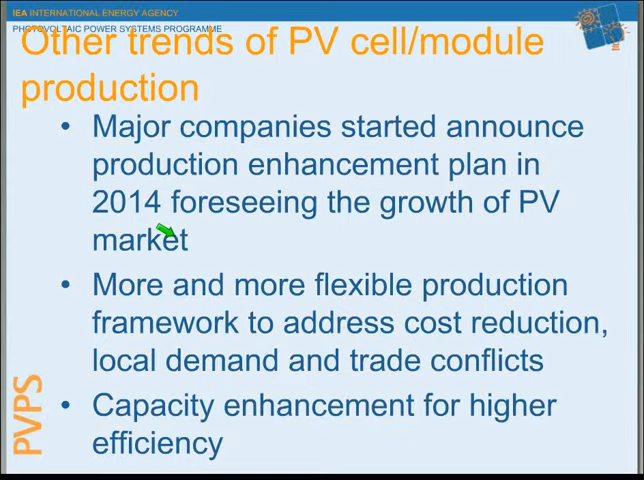 IEA INTERNATIONAL ENERGY AGENCY
PHOTOVOLTAIC POWER SYSTEMS PROGRAMME
Other trends of PV cell/module
production
• Major companies started announce
production enhancement plan in
2014 foreseeing the growth of PV
market
• More and more flexible production
framework to address cost reduction,
local demand and trade conflicts
• Capacity enhancement for higher
efficiency
PVPS